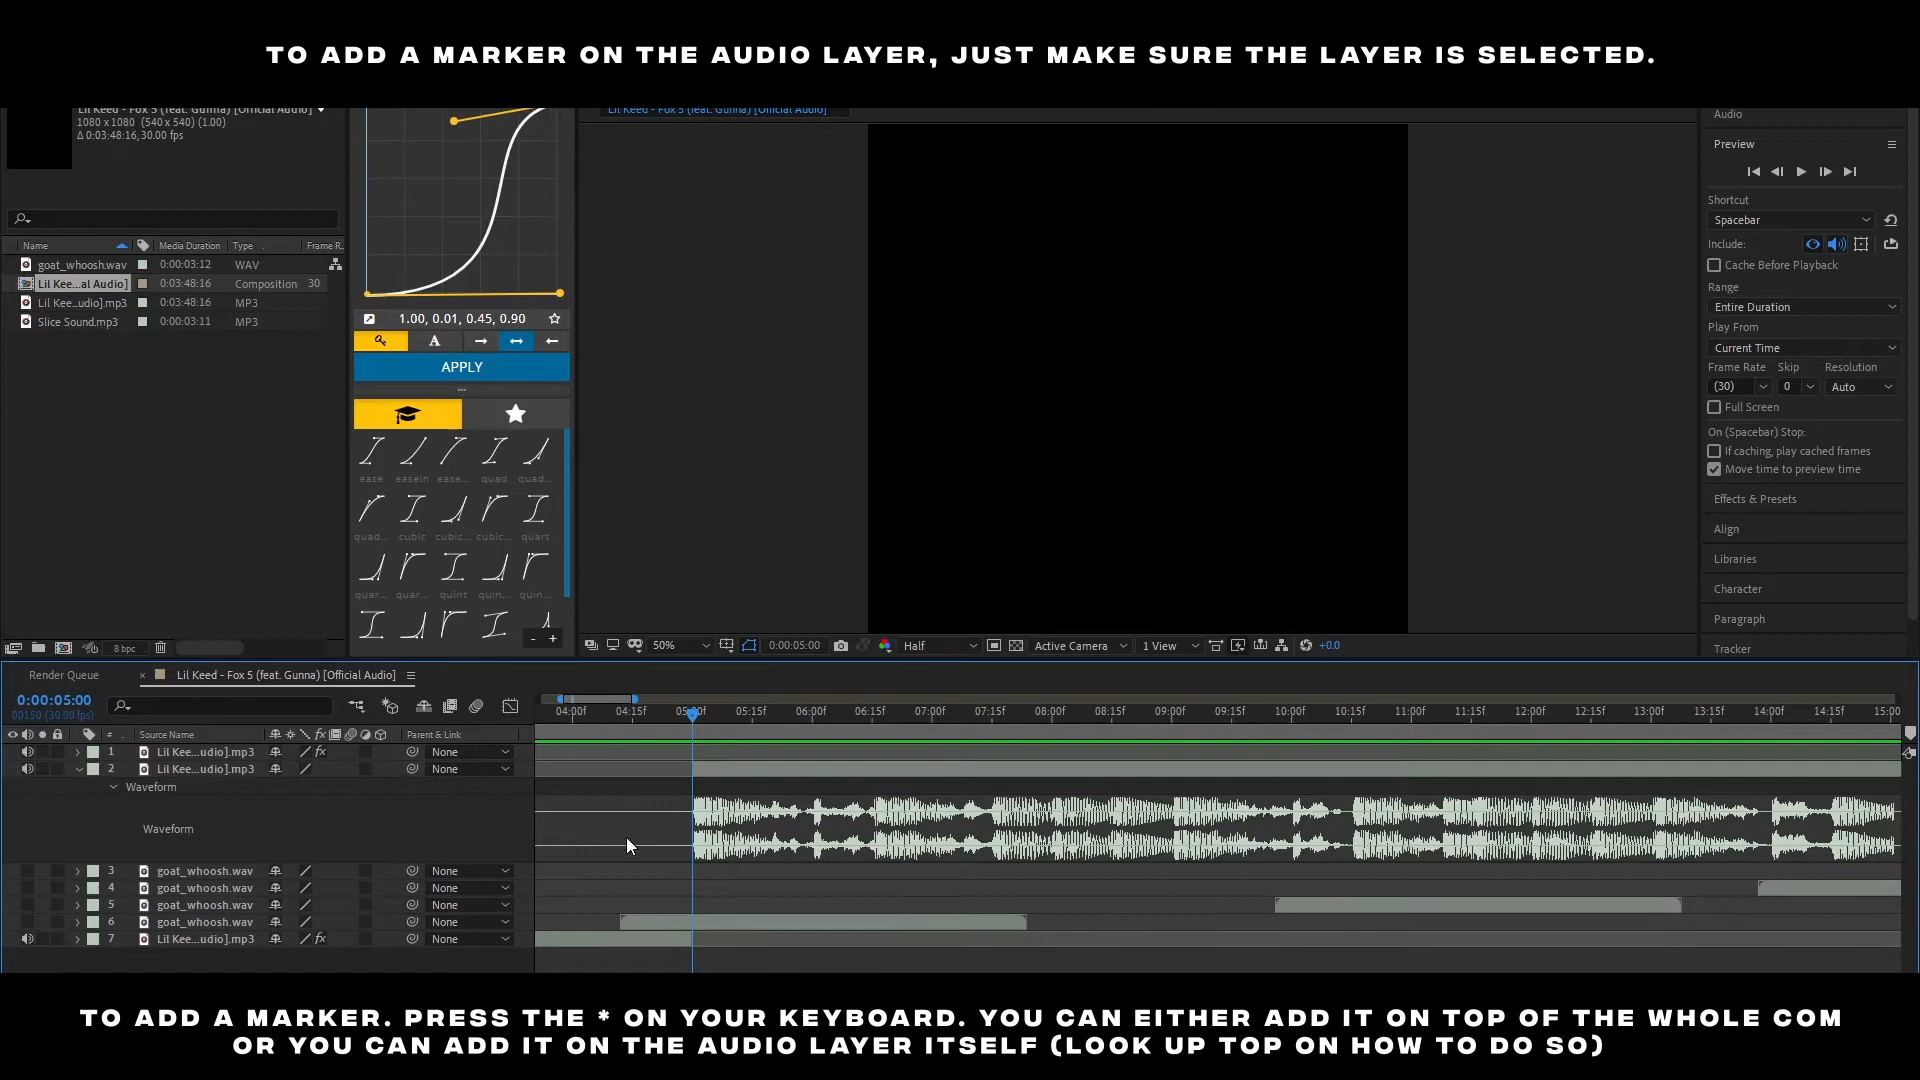 TO ADD A MARKER ON THE AUDIO LAYER, JUST MAKE SURE THE LAYER IS SELECTED.
Lil Keed - Fox 5 (feat. Gunna) [Official Audio]
1080 x 1080 (540 x 540) (1.00)
Δ 0:03:48:16, 30.00 fps
Name Media Duration Type Frame R..
goat_whoosh.wav 0:00:03:12 WAV
Lil Kee...al Audio] 0:03:48:16 Composition 30
Lil Kee...udio].mp3 0:03:48:16 MP3
Slice Sound.mp3 0:00:03:11 MP3
8 bpc
1.00, 0.01, 0.45, 0.90
A
APPLY
ease easeIn ease... quad quad...
quad... cubic cubic... cubic... quart
quar... quar... quint quin... quin...
- +
Lil Keed - Fox 5 (feat. Gunna) [Official Audio]
50% 0:00:05:00 Half Active Camera 1 View +0.0
Audio
Preview
Shortcut
Spacebar
Include:
Cache Before Playback
Range
Entire Duration
Play From
Current Time
Frame Rate Skip Resolution
(30) 0 Auto
Full Screen
On (Spacebar) Stop:
If caching, play cached frames
Move time to preview time
Effects & Presets
Align
Libraries
Character
Paragraph
Tracker
Render Queue × Lil Keed - Fox 5 (feat. Gunna) [Official Audio]
0:00:05:00
00150 (30.00 fps)
04:00f 04:15f 05:00f 05:15f 06:00f 06:15f 07:00f 07:15f 08:00f 08:15f 09:00f 09:15f 10:00f 10:15f 11:00f 11:15f 12:00f 12:15f 13:00f 13:15f 14:00f 14:15f 15:00
# Source Name fx Parent & Link
1 Lil Kee...udio].mp3 fx None
2 Lil Kee...udio].mp3 None
Waveform
Waveform
3 goat_whoosh.wav None
4 goat_whoosh.wav None
5 goat_whoosh.wav None
6 goat_whoosh.wav None
7 Lil Kee...udio].mp3 fx None
TO ADD A MARKER. PRESS THE * ON YOUR KEYBOARD. YOU CAN EITHER ADD IT ON TOP OF THE WHOLE COM
OR YOU CAN ADD IT ON THE AUDIO LAYER ITSELF (LOOK UP TOP ON HOW TO DO SO)